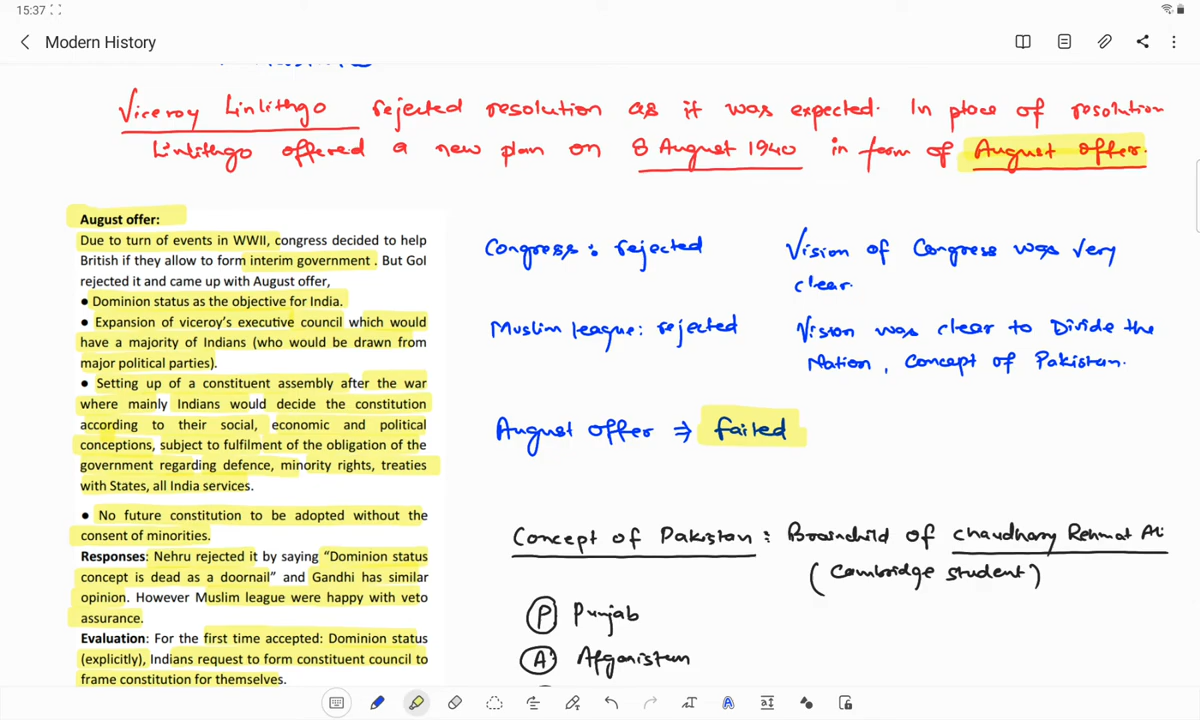 15:37
Modern History
Viceroy Linlithgo rejected resolution as it was expected. In place of resolution
Linlithgo offered a new plan on 8 August 1940 in form of August offer.
August offer:
Due to turn of events in WWII, congress decided to help
British if they allow to form interim government . But GoI
rejected it and came up with August offer,
● Dominion status as the objective for India.
● Expansion of viceroy's executive council which would
have a majority of Indians (who would be drawn from
major political parties).
● Setting up of a constituent assembly after the war
where mainly Indians would decide the constitution
according to their social, economic and political
conceptions, subject to fulfilment of the obligation of the
government regarding defence, minority rights, treaties
with States, all India services.
● No future constitution to be adopted without the
consent of minorities.
Responses: Nehru rejected it by saying "Dominion status
concept is dead as a doornail" and Gandhi has similar
opinion. However Muslim league were happy with veto
assurance.
Evaluation: For the first time accepted: Dominion status
(explicitly), Indians request to form constituent council to
frame constitution for themselves.
Congress: rejected Vision of Congress was very
clear.
Muslim league: rejected Vision was clear to Divide the
Nation, Concept of Pakistan.
August offer ⇒ failed
Concept of Pakistan: Brainchild of Chaudhary Rehmat Ali
(Cambridge student)
P Punjab
A Afganistan